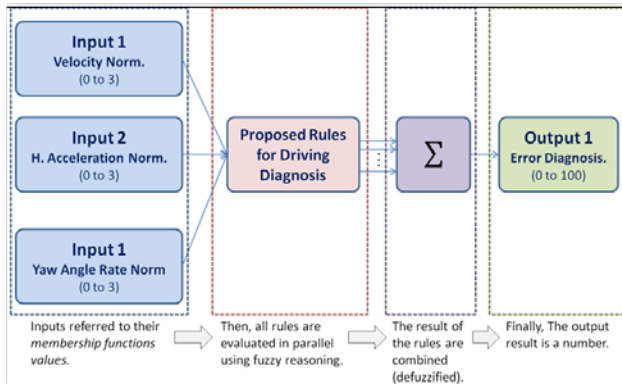 Input 1
Velocity Norm.
(0 to 3)
Input 2
H. Acceleration Norm.
(0 to 3)
Input 1
Yaw Angle Rate Norm
(0 to 3)
Proposed Rules
for Driving
Diagnosis
Σ
Output 1
Error Diagnosis.
(0 to 100)
Inputs referred to their
membership functions
values.
Then, all rules are
evaluated in parallel
using fuzzy reasoning.
The result of
the rules are
combined
(defuzzified).
Finally, The output
result is a number.